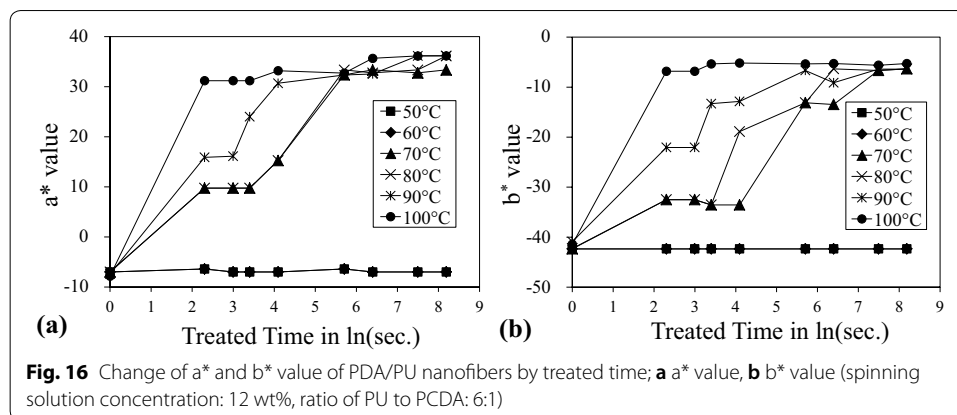 40
30
20
10
0
-10
a* value
50°C
60°C
70°C
80°C
90°C
100°C
0 1 2 3 4 5 6 7 8 9
(a)
Treated Time in ln(sec.)
0
-10
-20
-30
-40
-50
b* value
50°C
60°C
70°C
80°C
90°C
100°C
0 1 2 3 4 5 6 7 8 9
(b)
Treated Time in ln(sec.)
Fig. 16 Change of a* and b* value of PDA/PU nanofibers by treated time; a a* value, b b* value (spinning
solution concentration: 12 wt%, ratio of PU to PCDA: 6:1)